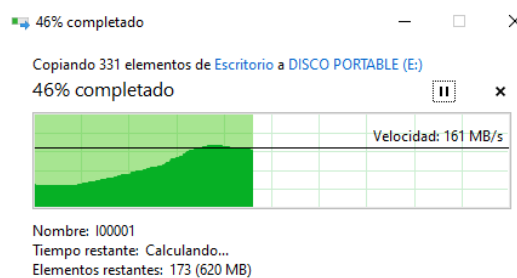 46% completado
Copiando 331 elementos de Escritorio a DISCO PORTABLE (E:)
46% completado
Velocidad: 161 MB/s
Nombre: I00001
Tiempo restante: Calculando...
Elementos restantes: 173 (620 MB)